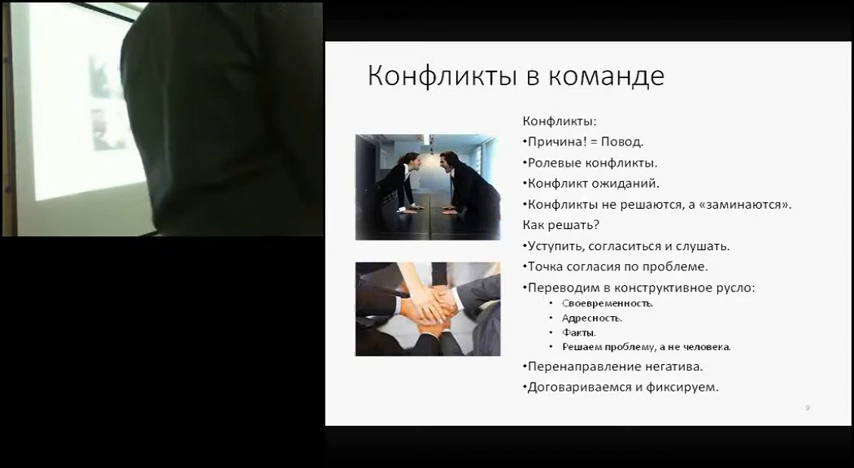 Конфликты в команде
Конфликты:
•Причина! = Повод.
•Ролевые конфликты.
•Конфликт ожиданий.
•Конфликты не решаются, а «заминаются».
Как решать?
•Уступить, согласиться и слушать.
•Точка согласия по проблеме.
•Переводим в конструктивное русло:
• Своевременность.
• Адресность.
• Факты.
• Решаем проблему, а не человека.
•Перенаправление негатива.
•Договариваемся и фиксируем.
9